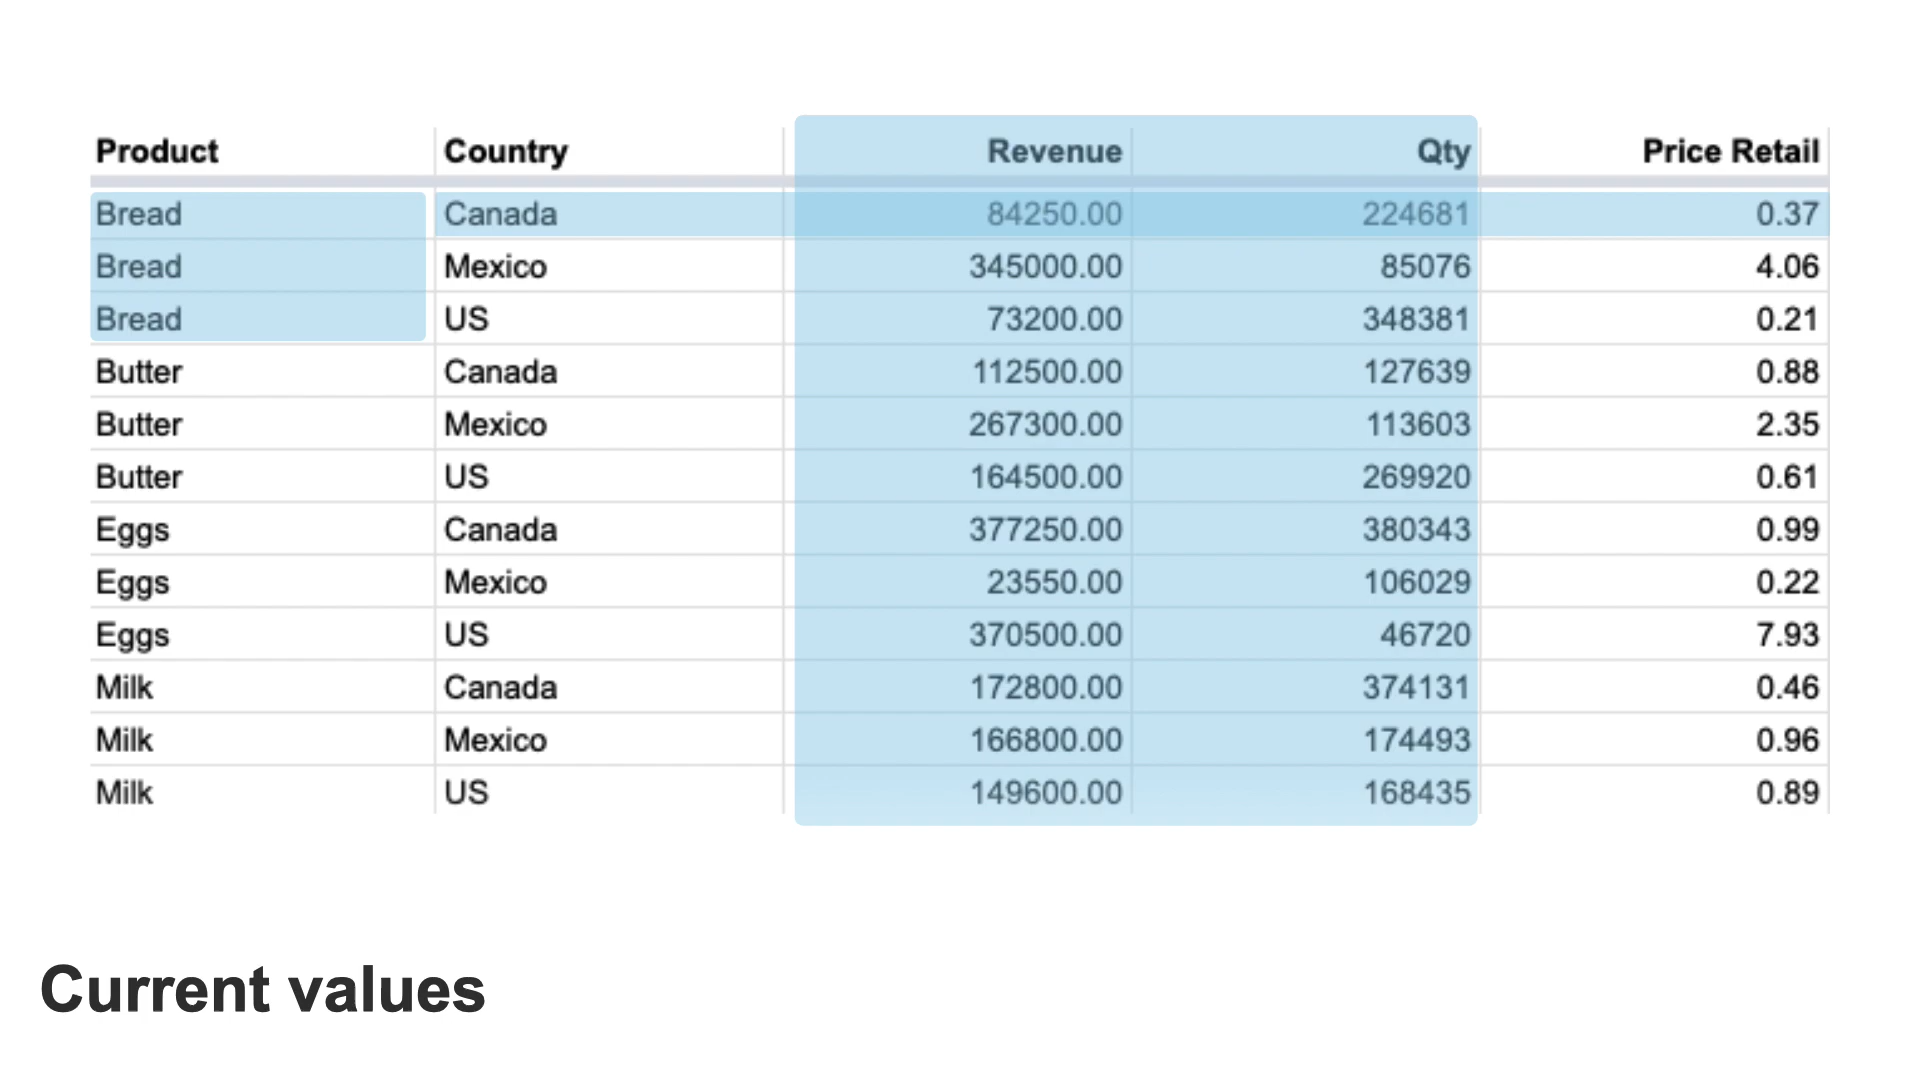 Product Country Revenue Qty Price Retail
Bread Canada 84250.00 224681 0.37
Bread Mexico 345000.00 85076 4.06
Bread US 73200.00 348381 0.21
Butter Canada 112500.00 127639 0.88
Butter Mexico 267300.00 113603 2.35
Butter US 164500.00 269920 0.61
Eggs Canada 377250.00 380343 0.99
Eggs Mexico 23550.00 106029 0.22
Eggs US 370500.00 46720 7.93
Milk Canada 172800.00 374131 0.46
Milk Mexico 166800.00 174493 0.96
Milk US 149600.00 168435 0.89
Current values